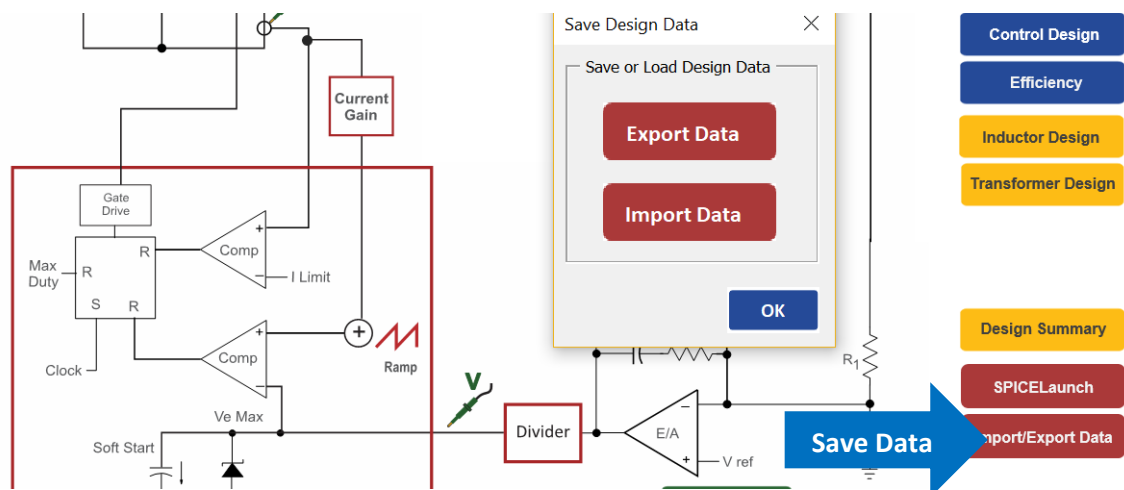 Save Design Data
Save or Load Design Data
Export Data
Import Data
OK
Control Design
Efficiency
Inductor Design
Transformer Design
Design Summary
SPICELaunch
mport/Export Data
Save Data
Current
Gain
Gate
Drive
R
Comp
+
−
I Limit
Max
Duty
R
S
R
Clock
Comp
+
−
+
Ramp
Ve Max
Soft Start
V
Divider
E/A
−
+
V ref
R1